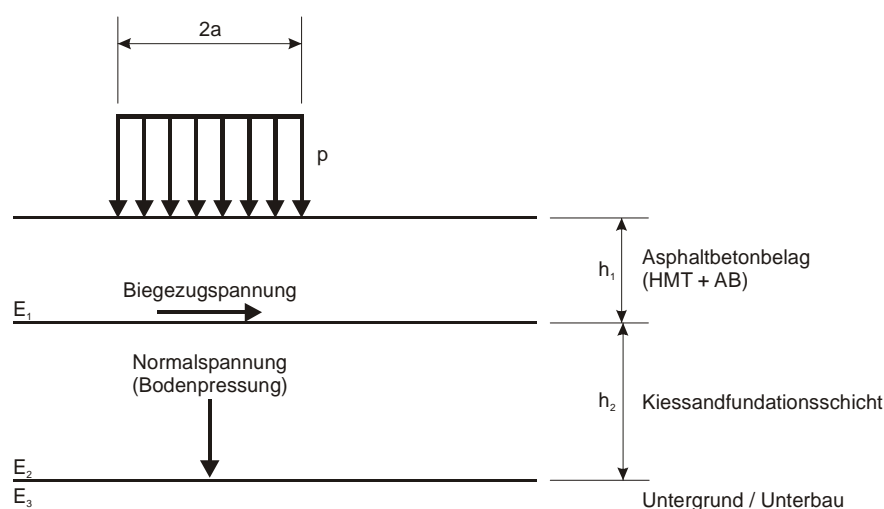 2a
p
h₁
Asphaltbetonbelag
(HMT + AB)
Biegezugspannung
E₁
Normalspannung
(Bodenpressung)
h₂
Kiessandfundationsschicht
E₂
E₃
Untergrund / Unterbau